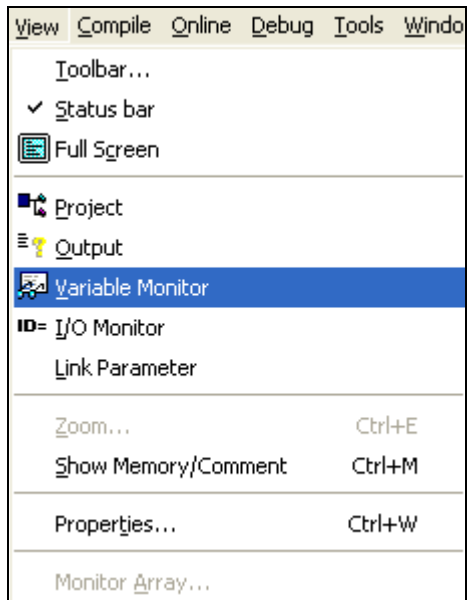 View Compile Online Debug Tools Windo
Toolbar...
Status bar
Full Screen
Project
Output
Variable Monitor
ID= I/O Monitor
Link Parameter
Zoom... Ctrl+E
Show Memory/Comment Ctrl+M
Properties... Ctrl+W
Monitor Array...